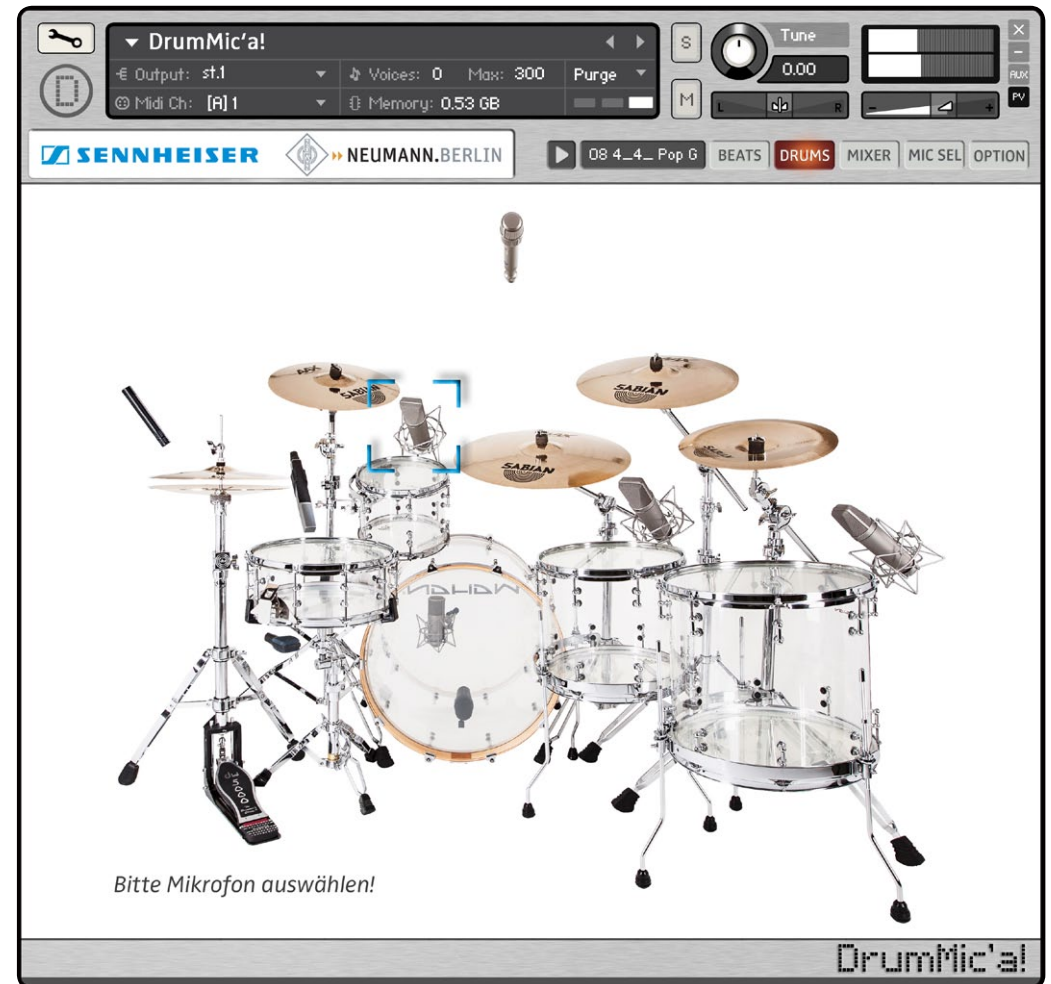 DrumMic'a!
S
Tune
Output: st.1
Voices: 0 Max: 300
Purge
0.00
AUX
Midi Ch: [A] 1
Memory: 0.53 GB
M
L R
- +
PV
SENNHEISER
NEUMANN.BERLIN
08 4_4_ Pop G
BEATS
DRUMS
MIXER
MIC SEL
OPTION
AAX
SABIAN
SABIAN
SABIAN
5000
Bitte Mikrofon auswählen!
DrumMic'a!